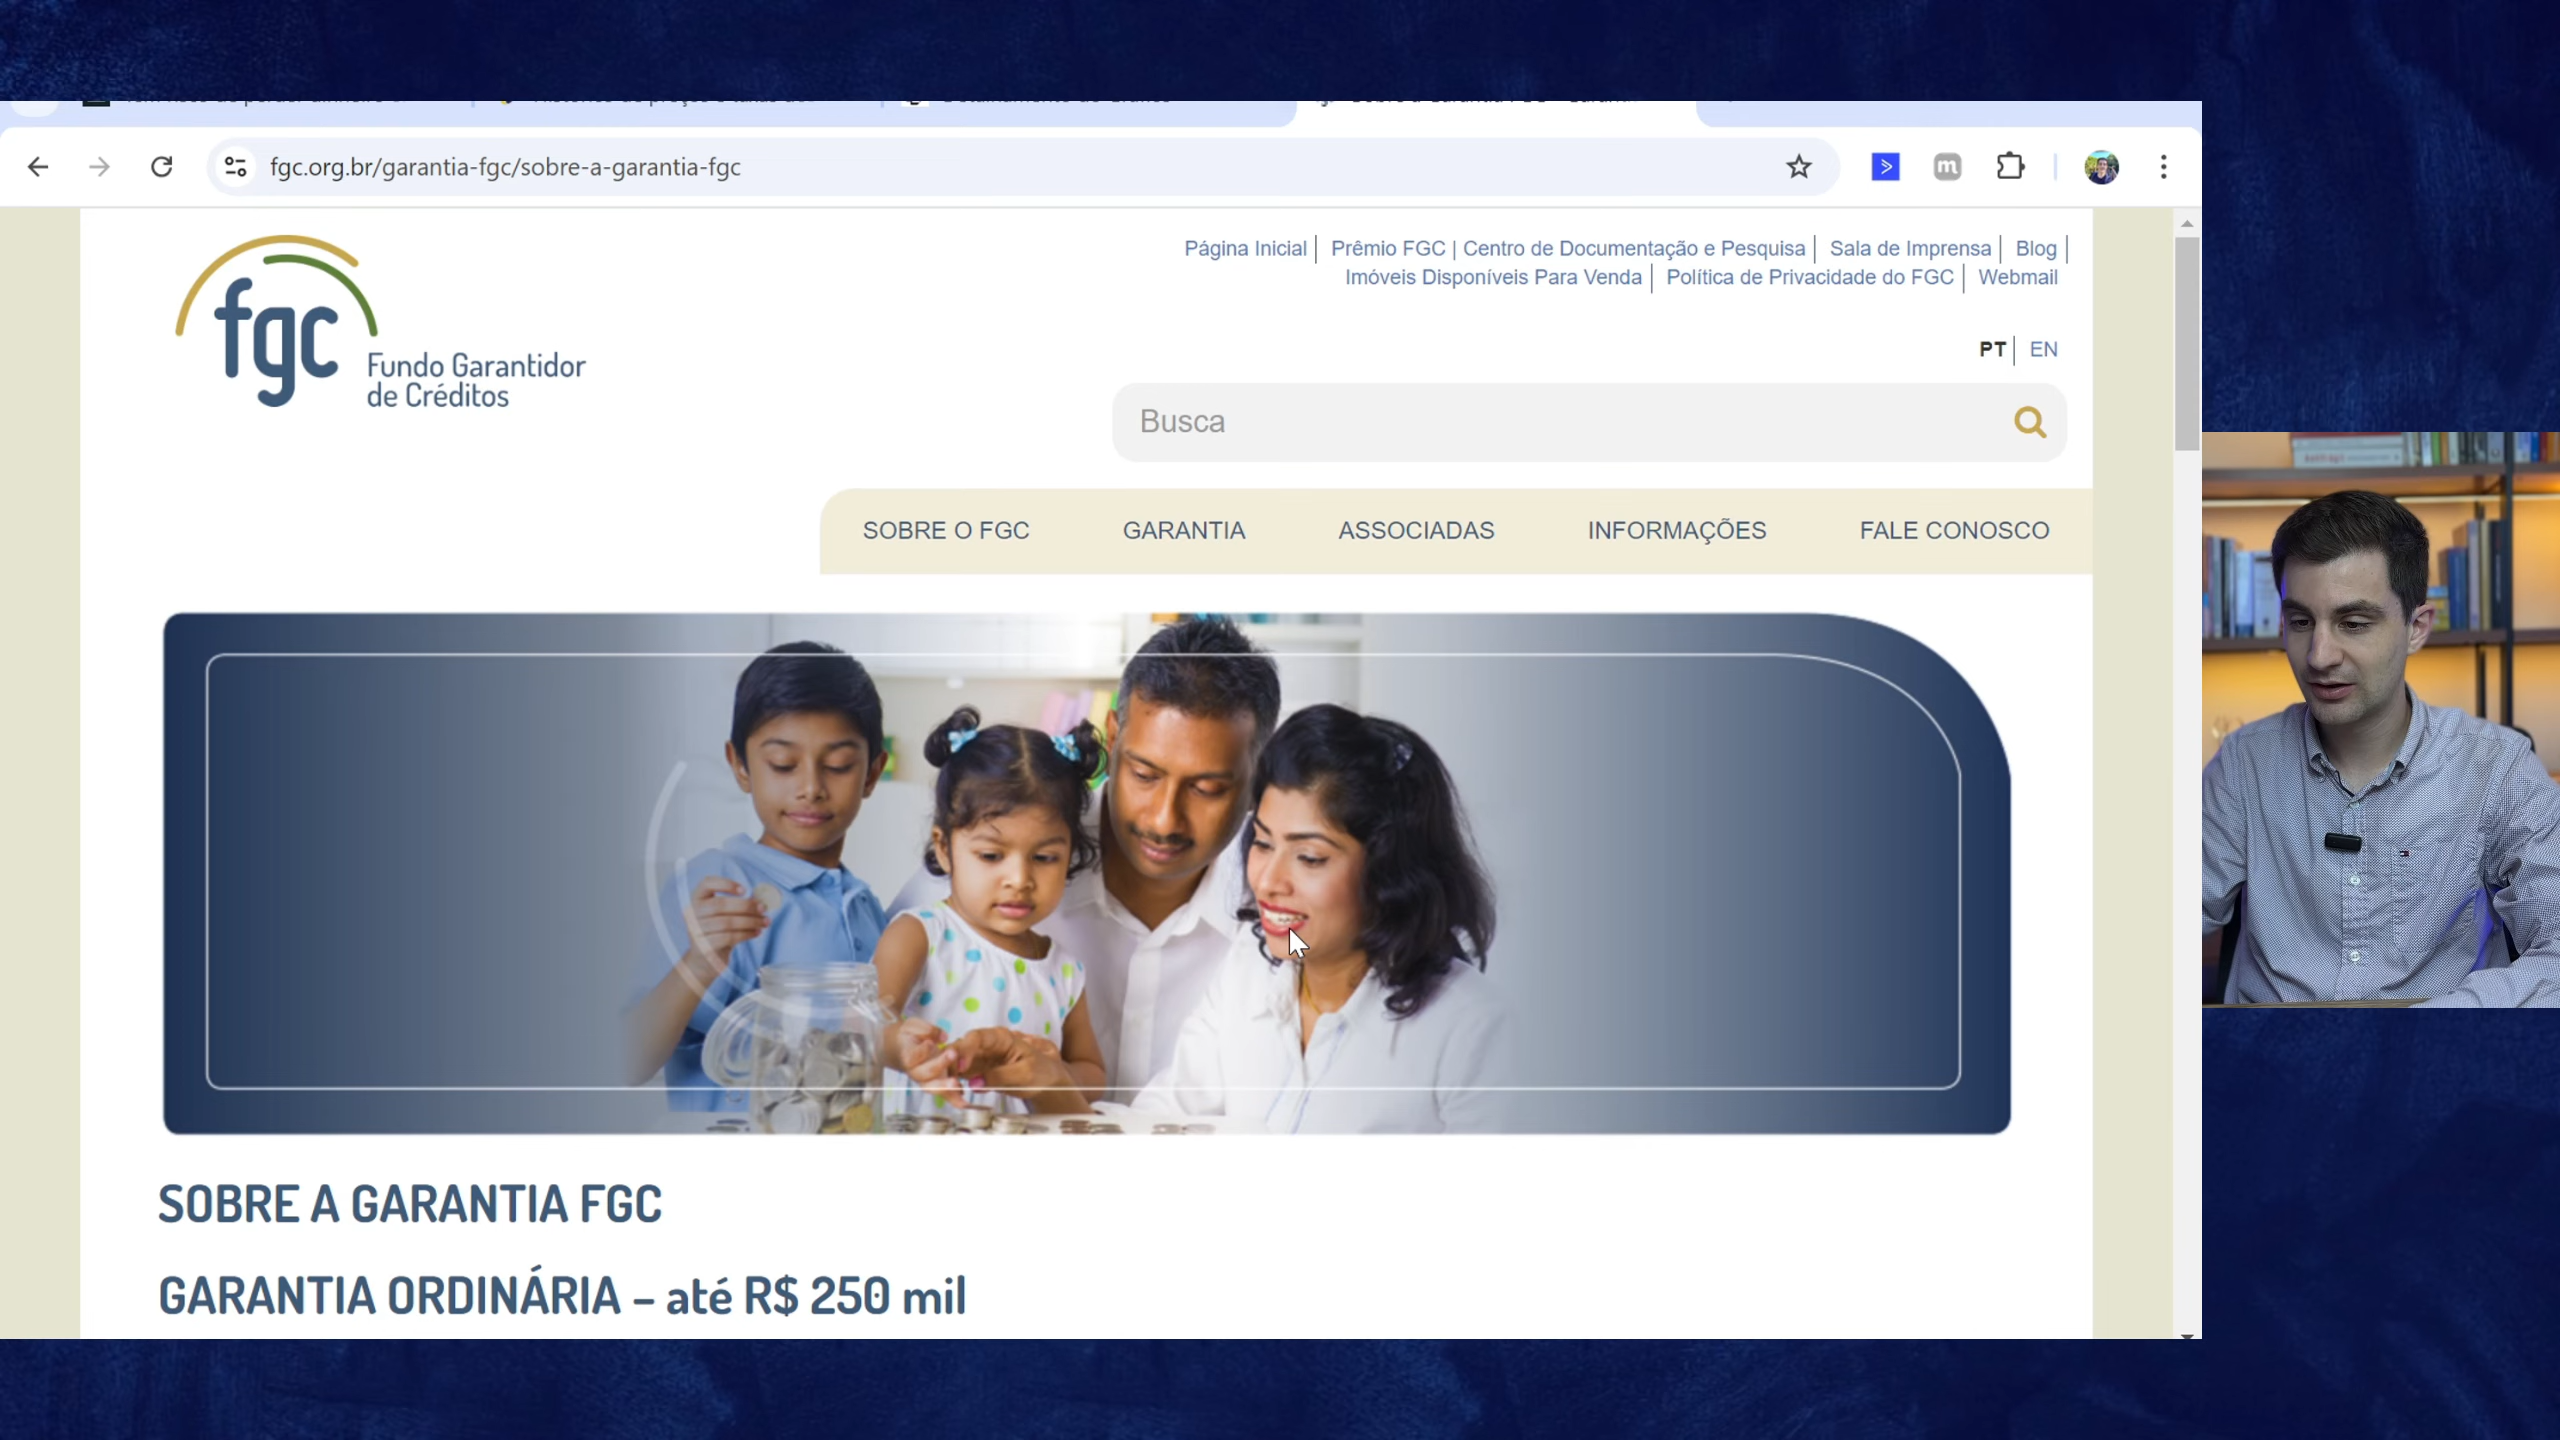 fgc.org.br/garantia-fgc/sobre-a-garantia-fgc
m
Página Inicial | Prêmio FGC | Centro de Documentação e Pesquisa | Sala de Imprensa | Blog |
Imóveis Disponíveis Para Venda | Política de Privacidade do FGC | Webmail
fgc
Fundo Garantidor
de Créditos
PT | EN
Busca
SOBRE O FGC GARANTIA ASSOCIADAS INFORMAÇÕES FALE CONOSCO
SOBRE A GARANTIA FGC
GARANTIA ORDINÁRIA – até R$ 250 mil